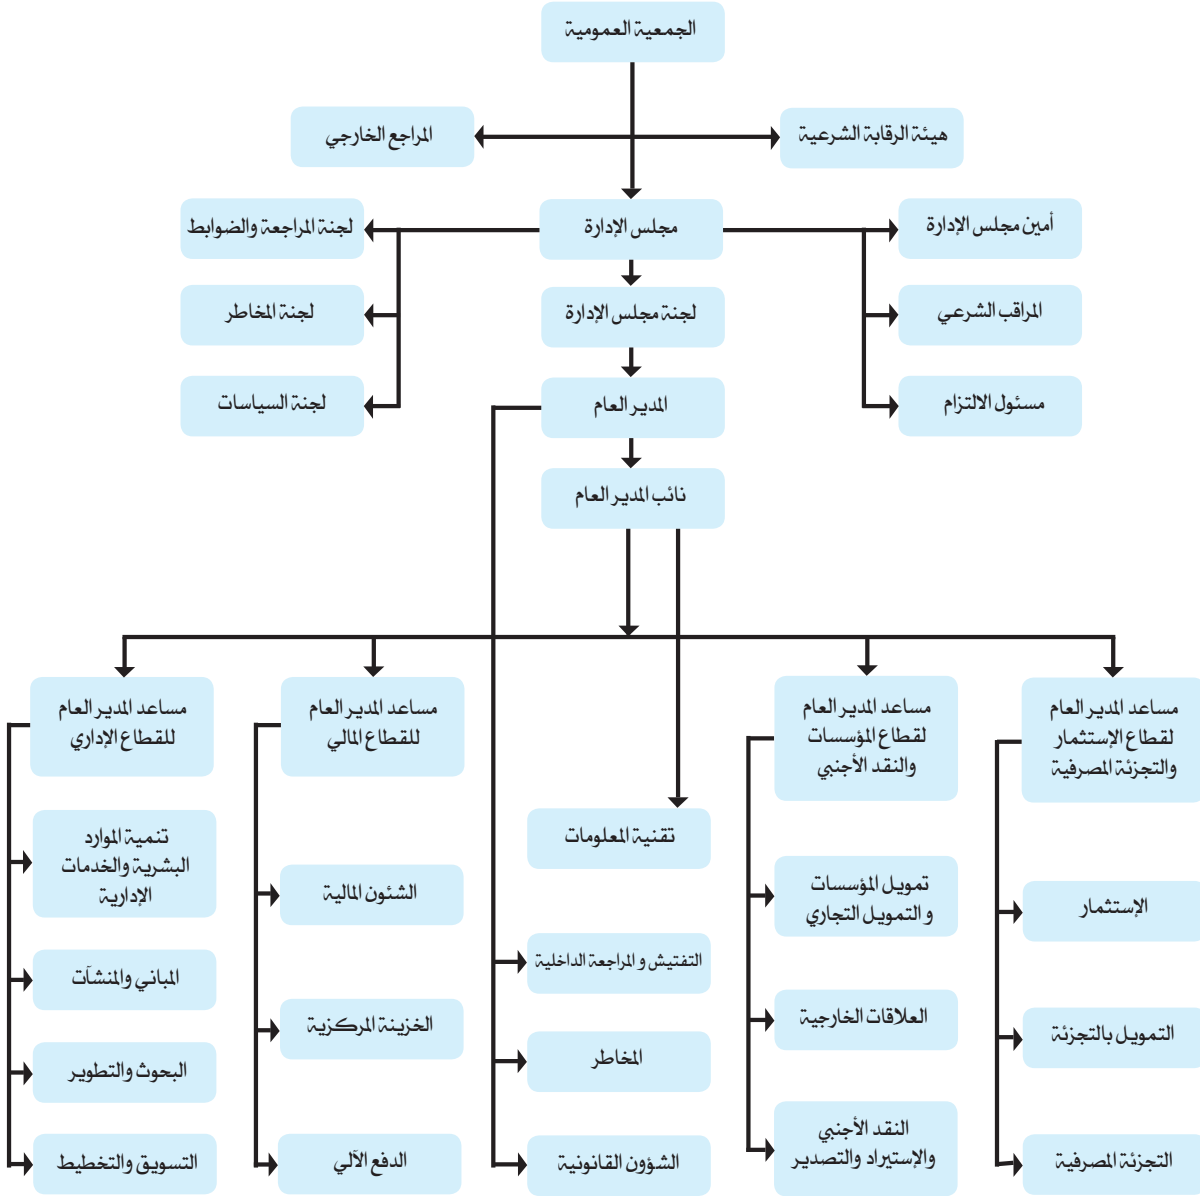 الجمعية العمومية
هيئة الرقابة الشرعية
المراجع الخارجي
أمين مجلس الإدارة
مجلس الإدارة
لجنة المراجعة والضوابط
المراقب الشرعي
لجنة مجلس الإدارة
لجنة المخاطر
مسئول الالتزام
المدير العام
لجنة السياسات
نائب المدير العام
مساعد المدير العام
لقطاع الإستثمار
والتجزئة المصرفية
مساعد المدير العام
لقطاع المؤسسات
والنقد الأجنبي
مساعد المدير العام
للقطاع المالي
مساعد المدير العام
للقطاع الإداري
الإستثمار
التمويل بالتجزئة
التجزئة المصرفية
تمويل المؤسسات
و التمويل التجاري
العلاقات الخارجية
النقد الأجنبي
والإستيراد والتصدير
تقنية المعلومات
التفتيش و المراجعة الداخلية
المخاطر
الشؤون القانونية
الشئون المالية
الخزينة المركزية
الدفع الآلي
تنمية الموارد
البشرية والخدمات
الإدارية
المباني والمنشآت
البحوث والتطوير
التسويق والتخطيط